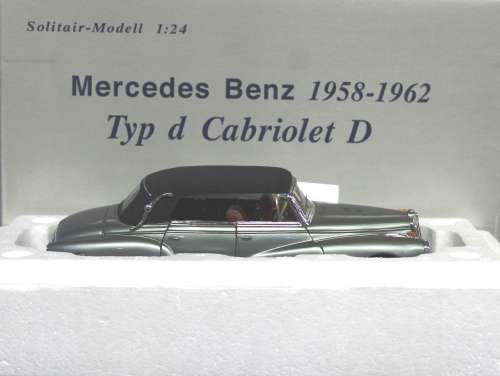 Solitair-Modell 1:24
Mercedes Benz 1958-1962
Typ d Cabriolet D